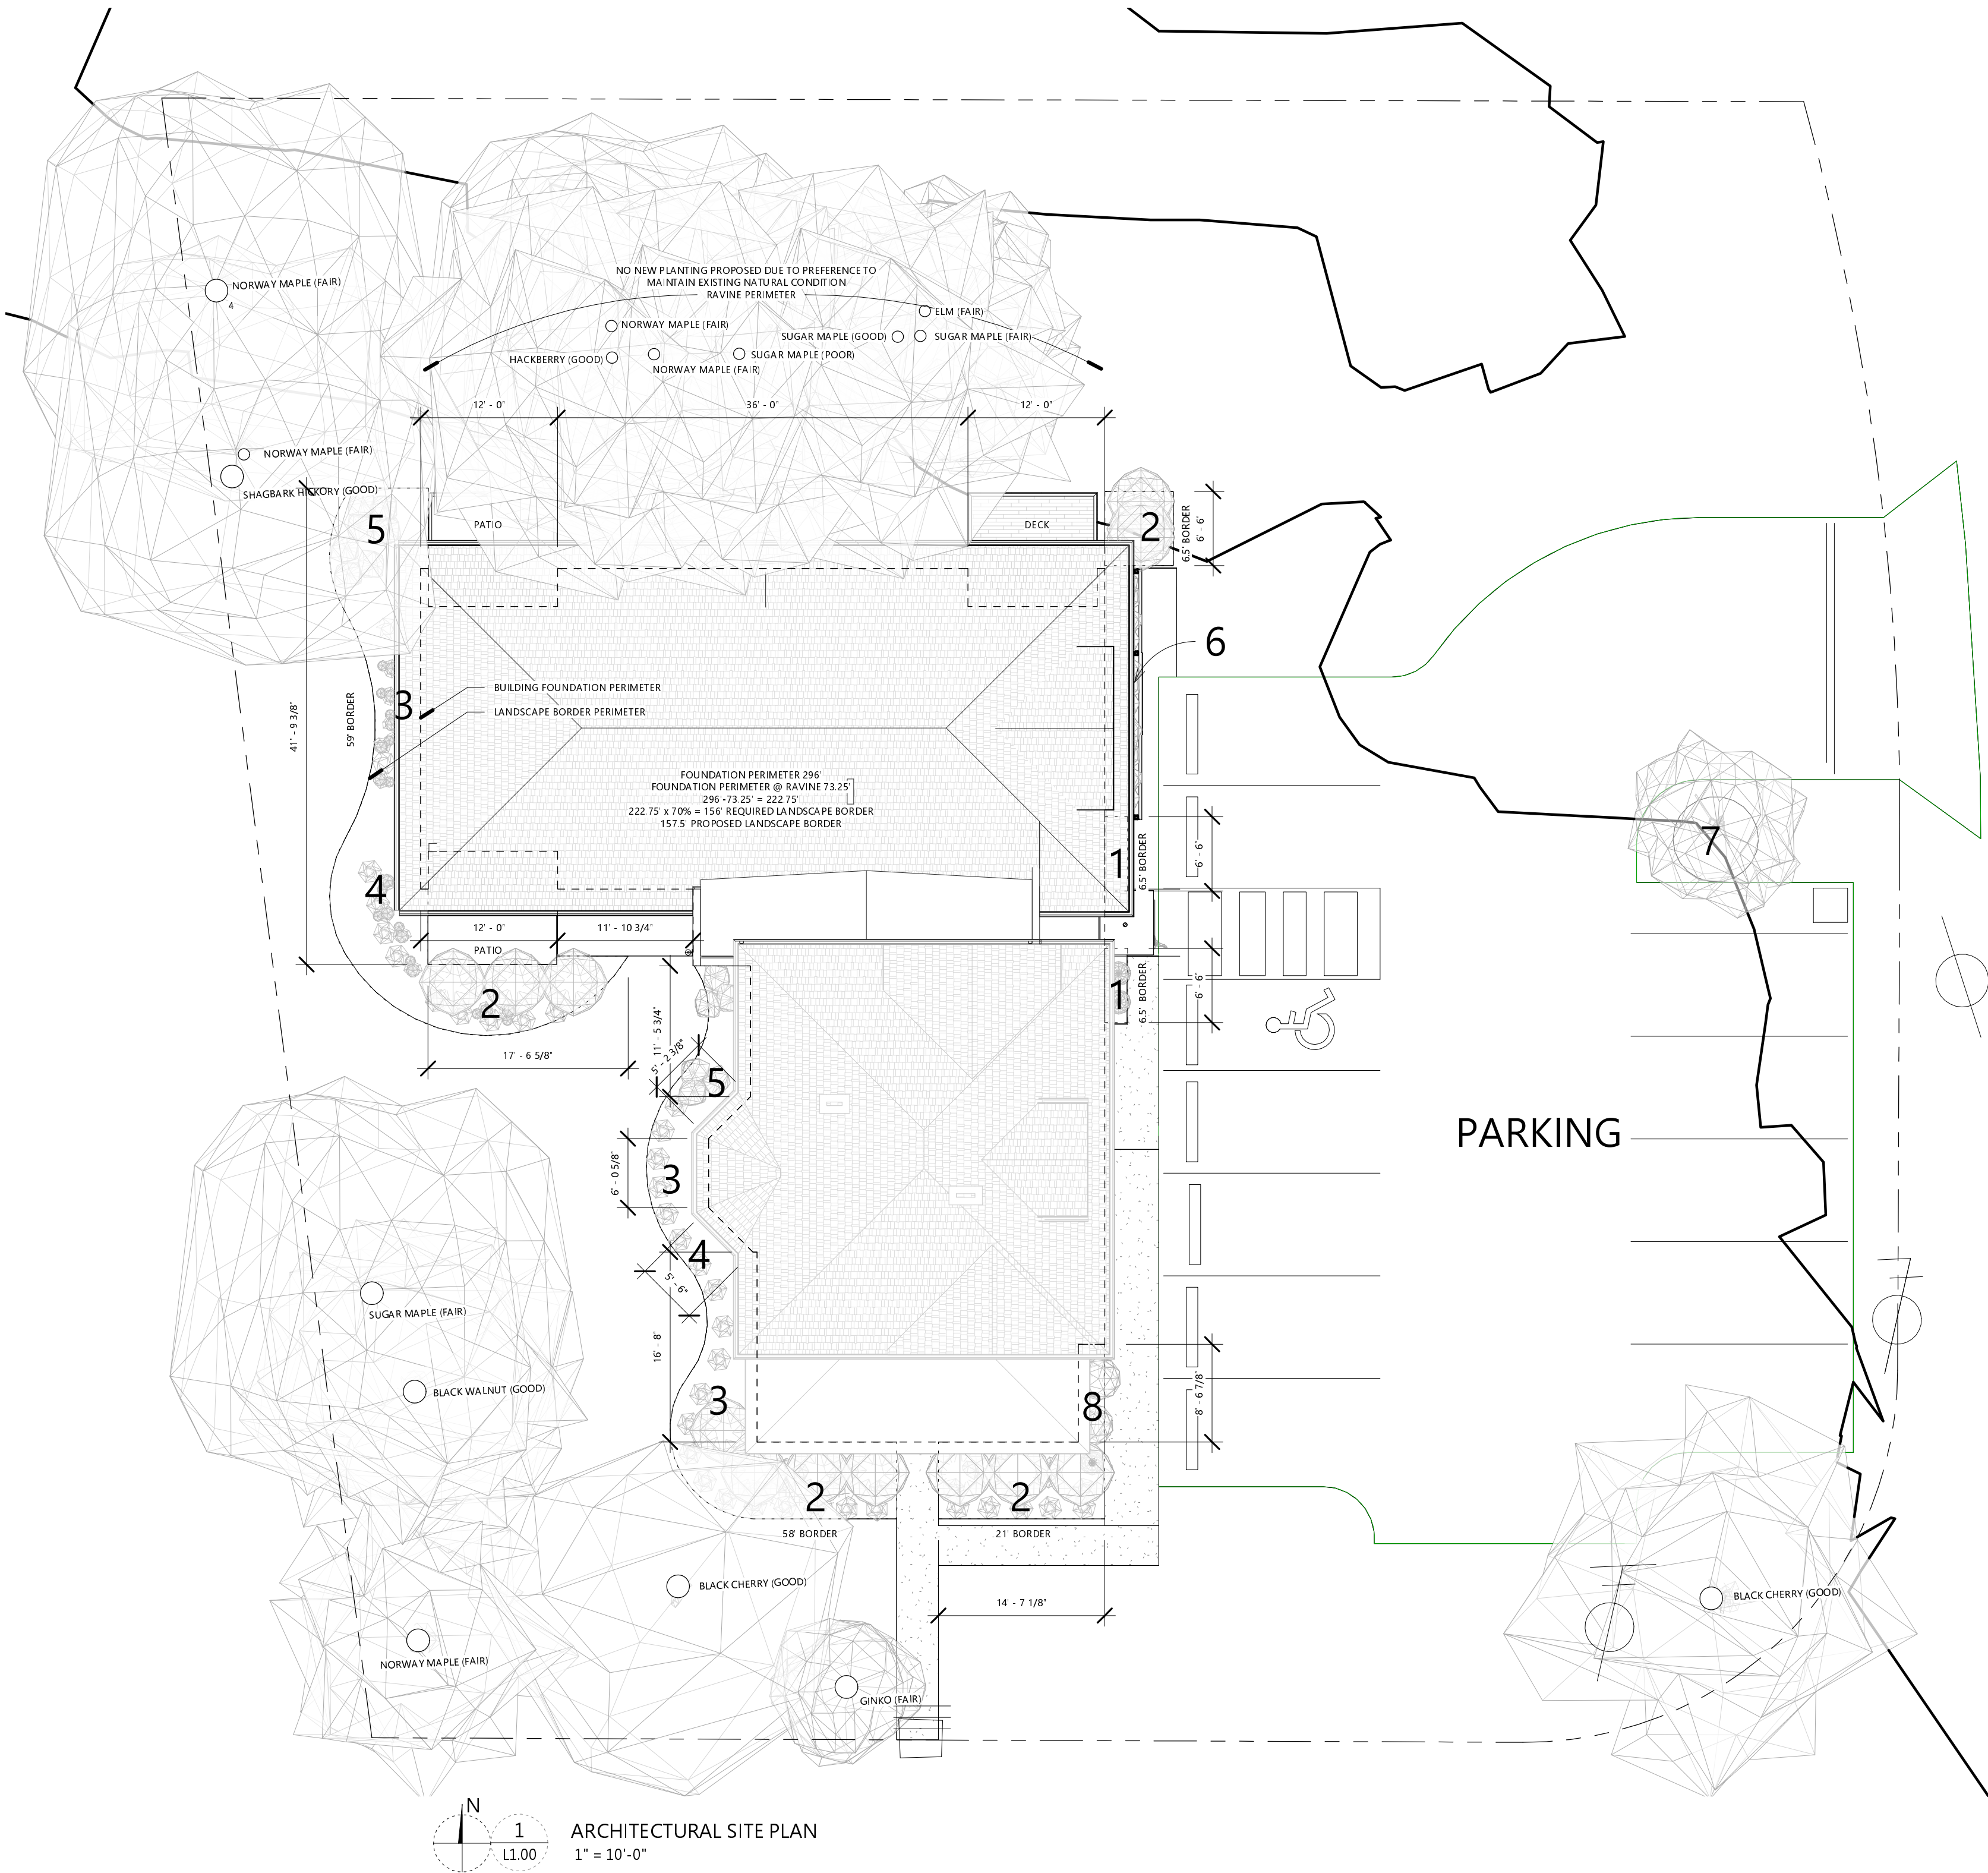 NO NEW PLANTING PROPOSED DUE TO PREFERENCE TO
MAINTAIN EXISTING NATURAL CONDITION
RAVINE PERIMETER
NORWAY MAPLE (FAIR)
4
ELM (FAIR)
NORWAY MAPLE (FAIR)
SUGAR MAPLE (GOOD)
SUGAR MAPLE (FAIR)
HACKBERRY (GOOD)
SUGAR MAPLE (POOR)
NORWAY MAPLE (FAIR)
12' - 0"
36' - 0"
12' - 0"
NORWAY MAPLE (FAIR)
SHAGBARK HICKORY (GOOD)
5
PATIO
DECK
2
6.5' BORDER
6' - 6"
6
BUILDING FOUNDATION PERIMETER
3
LANDSCAPE BORDER PERIMETER
41' - 9 3/8"
59' BORDER
FOUNDATION PERIMETER 296'
FOUNDATION PERIMETER @ RAVINE 73.25'
296'-73.25' = 222.75'
222.75' x 70% = 156' REQUIRED LANDSCAPE BORDER
157.5' PROPOSED LANDSCAPE BORDER
7
1
6.5' BORDER
6' - 6"
4
12' - 0"
11' - 10 3/4"
PATIO
2
1
6.5' BORDER
6' - 6"
17' - 6 5/8"
11' - 5 3/4"
5' - 2 3/8"
5
PARKING
6' - 0 5/8"
3
4
5' - 6"
SUGAR MAPLE (FAIR)
16' - 8"
BLACK WALNUT (GOOD)
3
8
8' - 6 7/8"
2
2
58' BORDER
21' BORDER
BLACK CHERRY (GOOD)
BLACK CHERRY (GOOD)
14' - 7 1/8"
NORWAY MAPLE (FAIR)
GINKO (FAIR)
N
1
L1.00
ARCHITECTURAL SITE PLAN
1" = 10'-0"